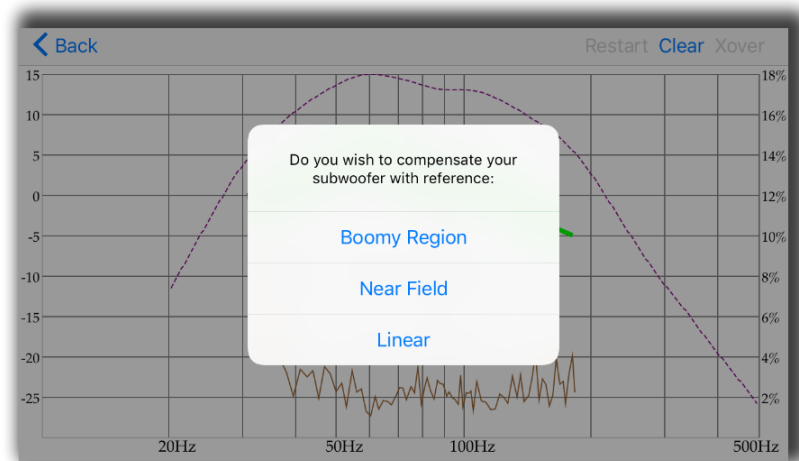 Back
Restart Clear Xover
15
10
5
0
-5
-10
-15
-20
-25
18%
16%
14%
12%
10%
8%
6%
4%
2%
Do you wish to compensate your
subwoofer with reference:
Boomy Region
Near Field
Linear
20Hz 50Hz 100Hz 500Hz